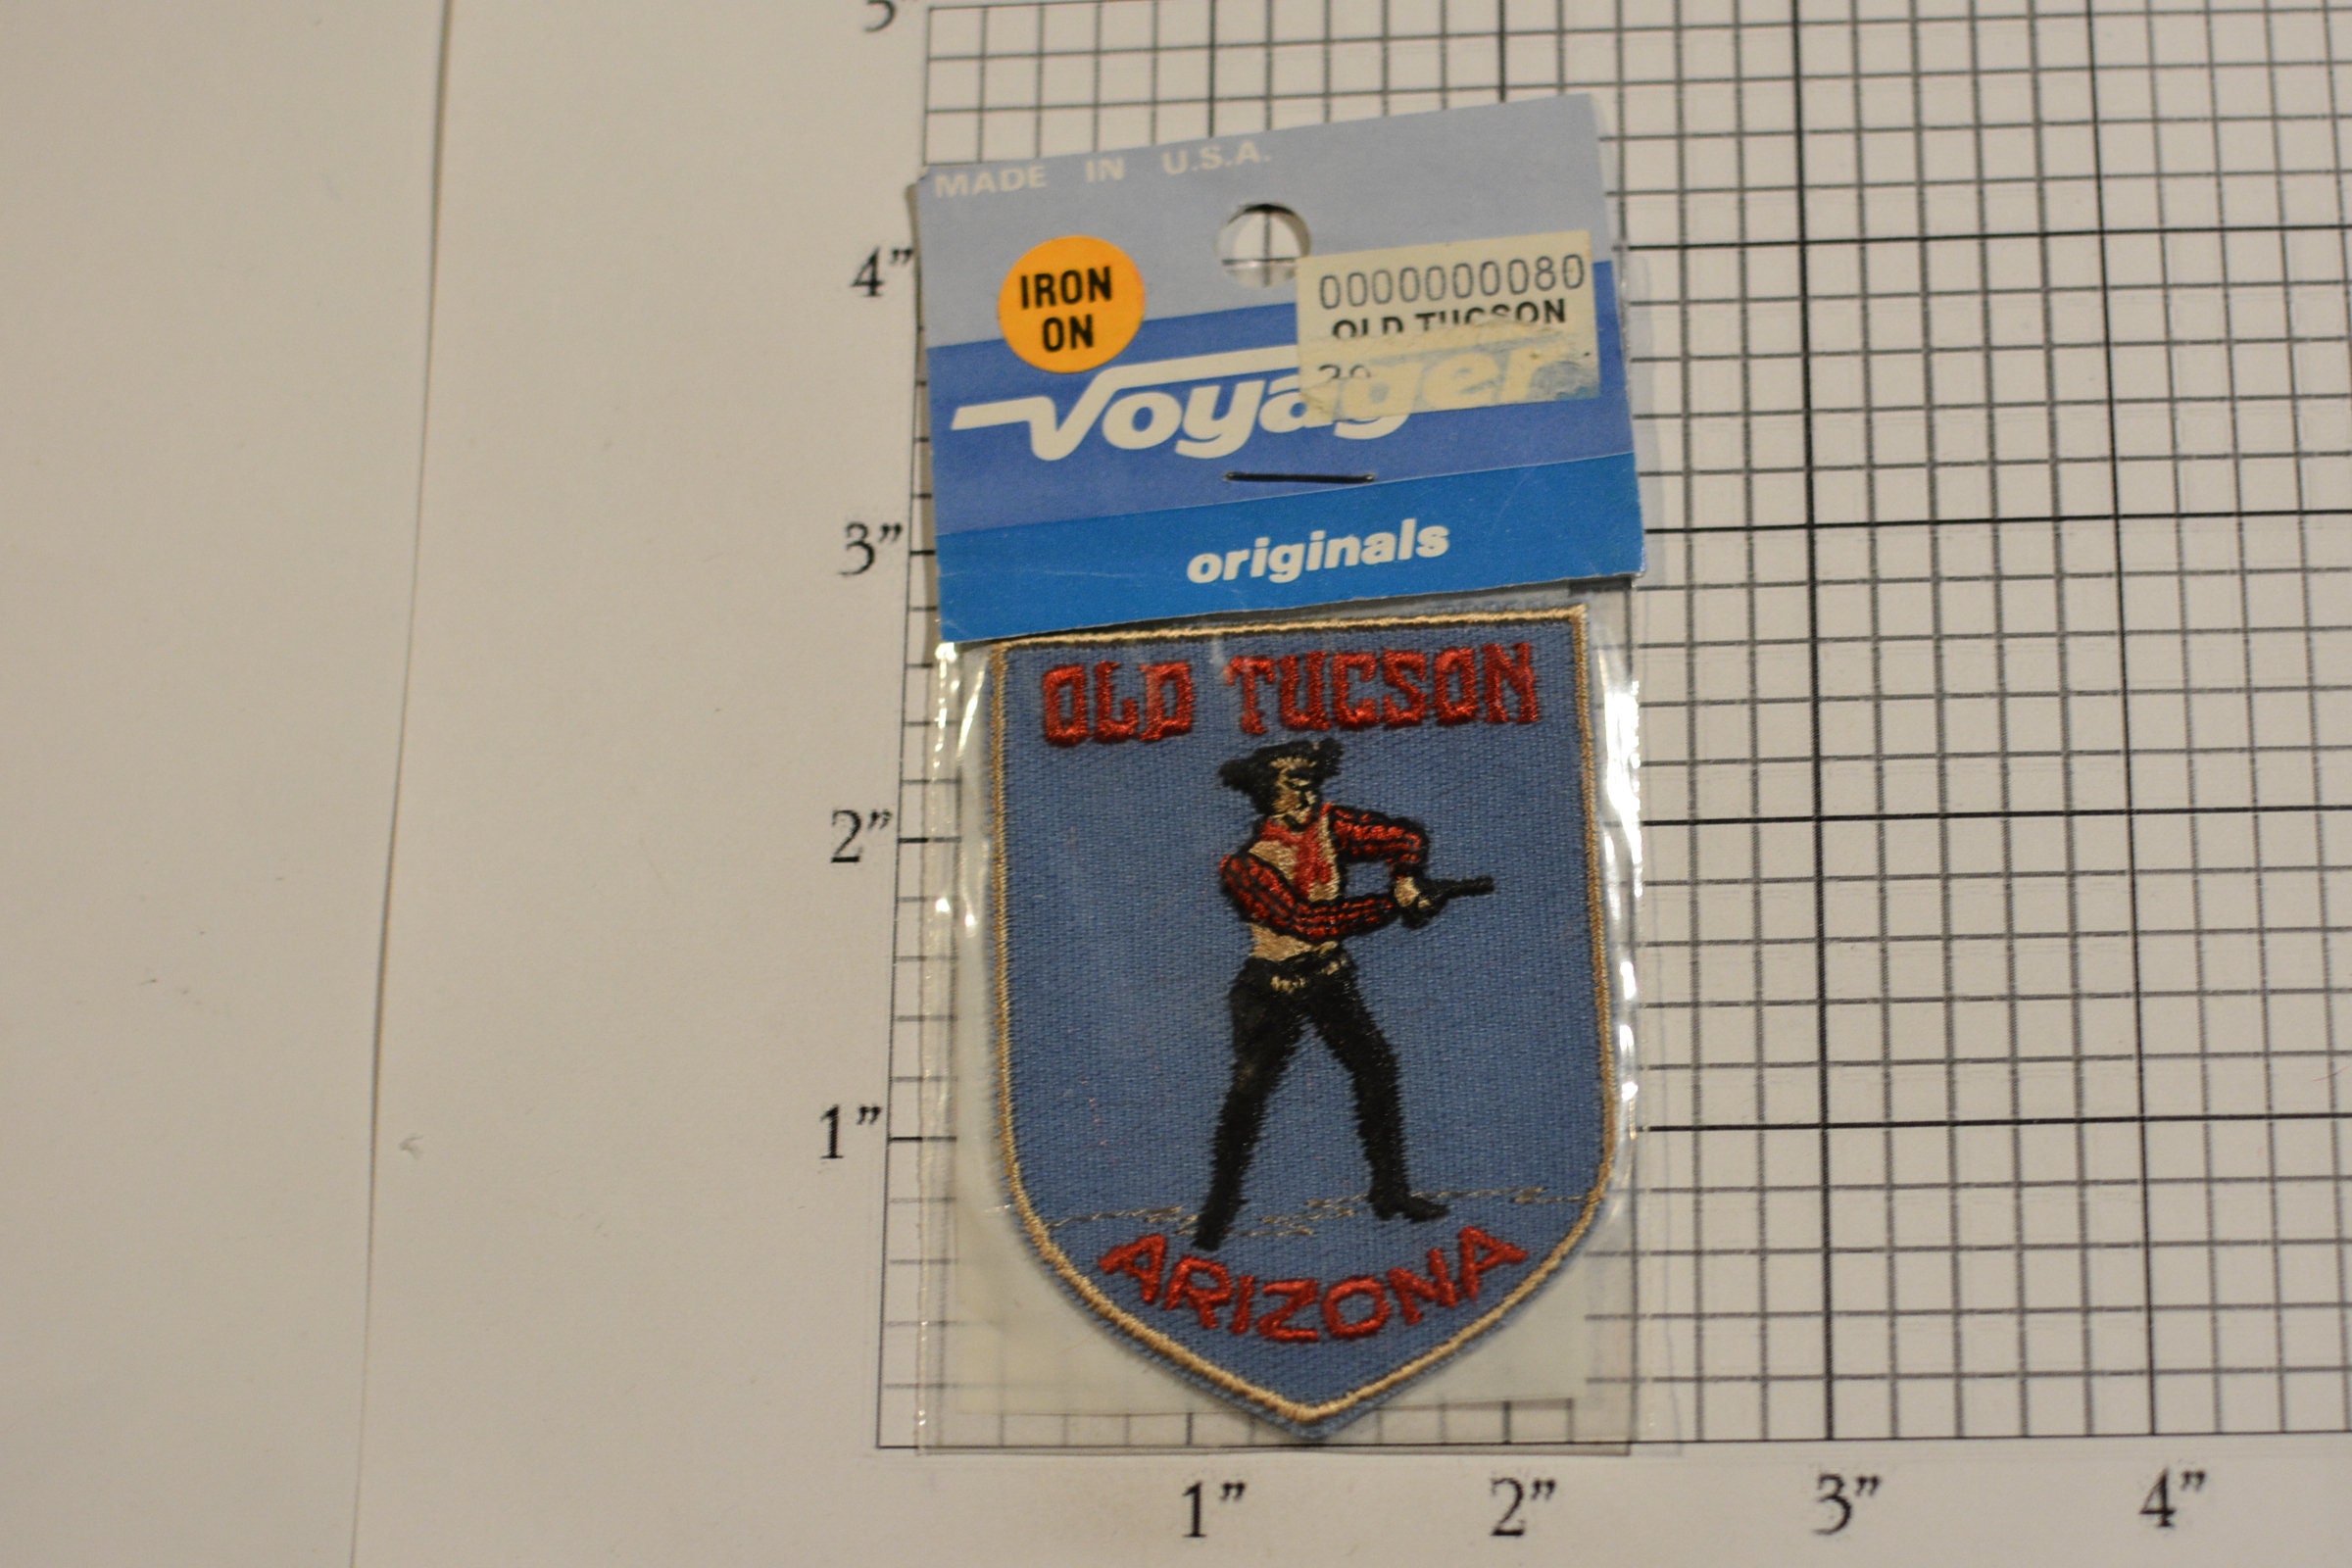 5"
MADE IN U.S.A.
4"
IRON
ON
0000000080
OLD TUCSON
Voyager
3"
originals
OLD TUCSON
2"
1"
ARIZONA
1" 2" 3" 4"